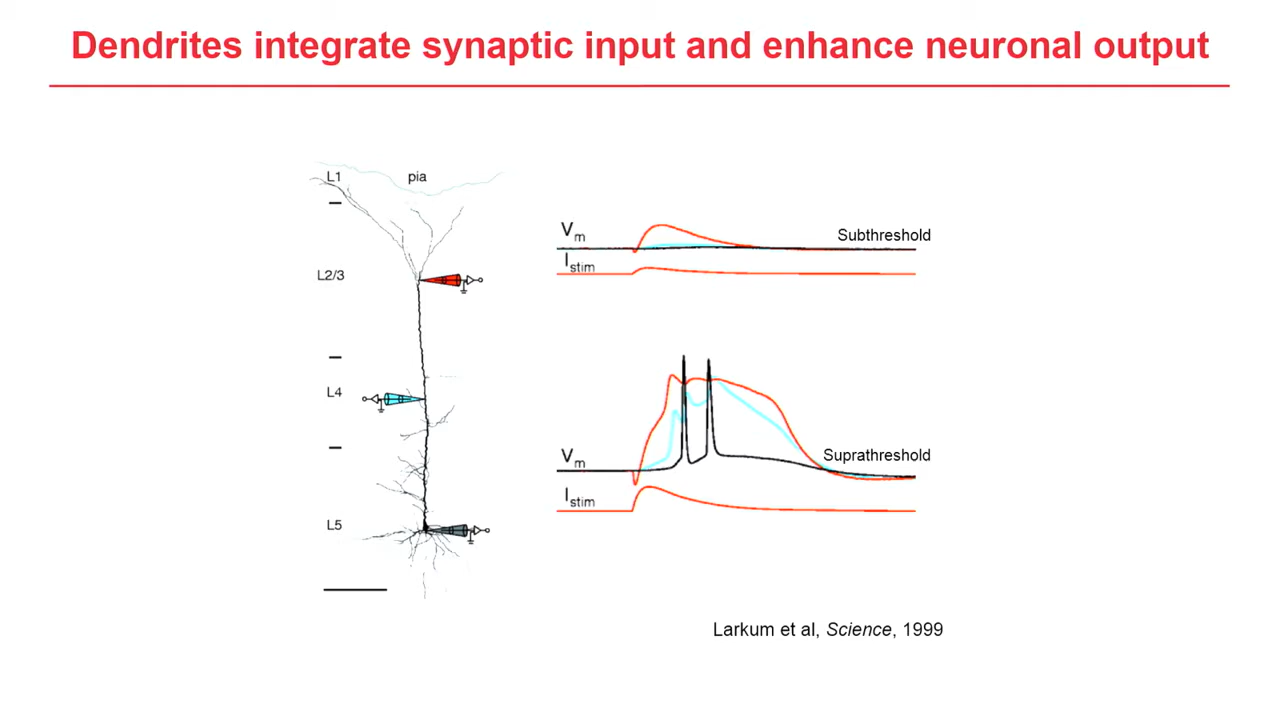 Dendrites integrate synaptic input and enhance neuronal output
L1
pia
L2/3
L4
L5
Vm
Subthreshold
Istim
Vm
Suprathreshold
Istim
Larkum et al, Science, 1999